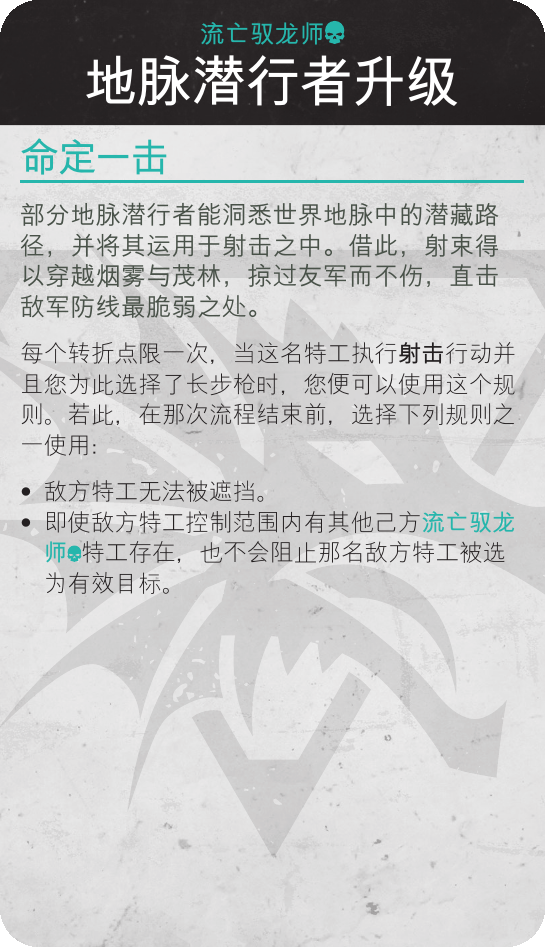 流亡驭龙师
地脉潜行者升级
命定一击
部分地脉潜行者能洞悉世界地脉中的潜藏路
径，并将其运用于射击之中。借此，射束得
以穿越烟雾与茂林，掠过友军而不伤，直击
敌军防线最脆弱之处。
每个转折点限一次，当这名特工执行射击行动并
且您为此选择了长步枪时，您便可以使用这个规
则。若此，在那次流程结束前，选择下列规则之
一使用：
• 敌方特工无法被遮挡。
• 即使敌方特工控制范围内有其他己方流亡驭龙
师特工存在，也不会阻止那名敌方特工被选
为有效目标。